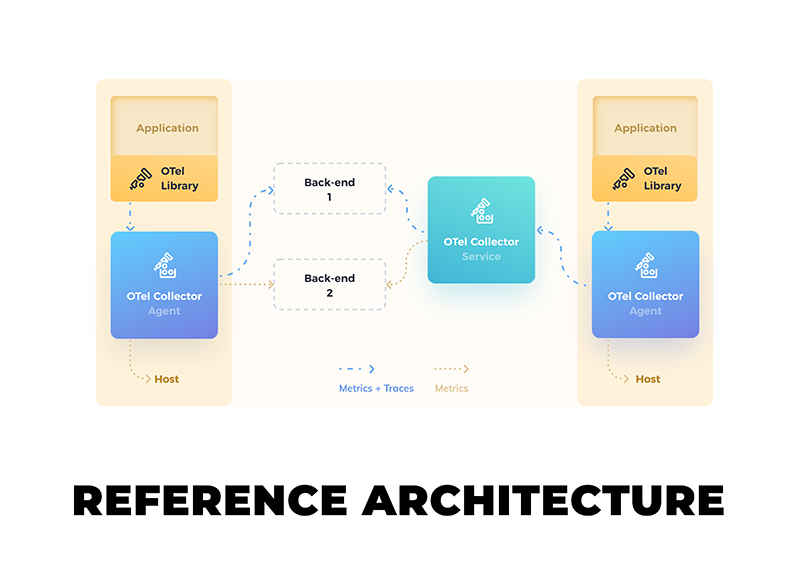 Application
OTel
Library
OTel Collector
Agent
Host
Back-end
1
Back-end
2
OTel Collector
Service
Application
OTel
Library
OTel Collector
Agent
Host
Metrics + Traces
Metrics
REFERENCE ARCHITECTURE